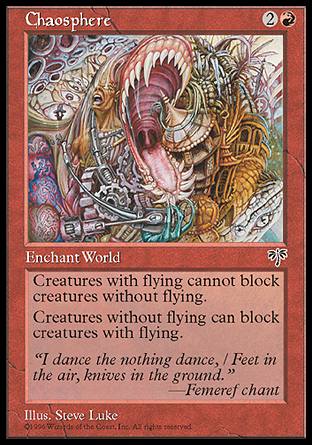 Chaosphere 2
Enchant World
Creatures with flying cannot block
creatures without flying.
Creatures without flying can block
creatures with flying.
“I dance the nothing dance, / Feet in
the air, knives in the ground.”
—Femeref chant
Illus. Steve Luke
©1996 Wizards of the Coast, Inc. All rights reserved.